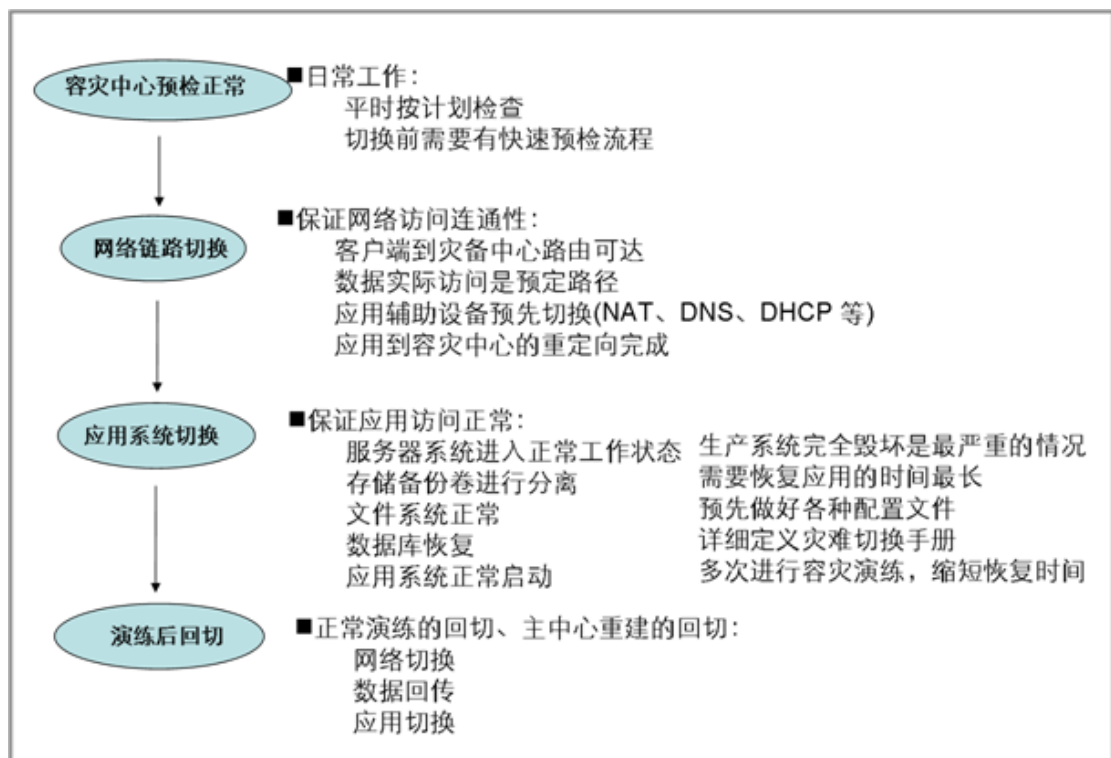 容灾中心预检正常
■日常工作：
平时按计划检查
切换前需要有快速预检流程
网络链路切换
■保证网络访问连通性：
客户端到灾备中心路由可达
数据实际访问是预定路径
应用辅助设备预先切换(NAT、DNS、DHCP 等)
应用到容灾中心的重定向完成
应用系统切换
■保证应用访问正常：
服务器系统进入正常工作状态
存储备份卷进行分离
文件系统正常
数据库恢复
应用系统正常启动
生产系统完全毁坏是最严重的情况
需要恢复应用的时间最长
预先做好各种配置文件
详细定义灾难切换手册
多次进行容灾演练，缩短恢复时间
演练后回切
■正常演练的回切、主中心重建的回切：
网络切换
数据回传
应用切换